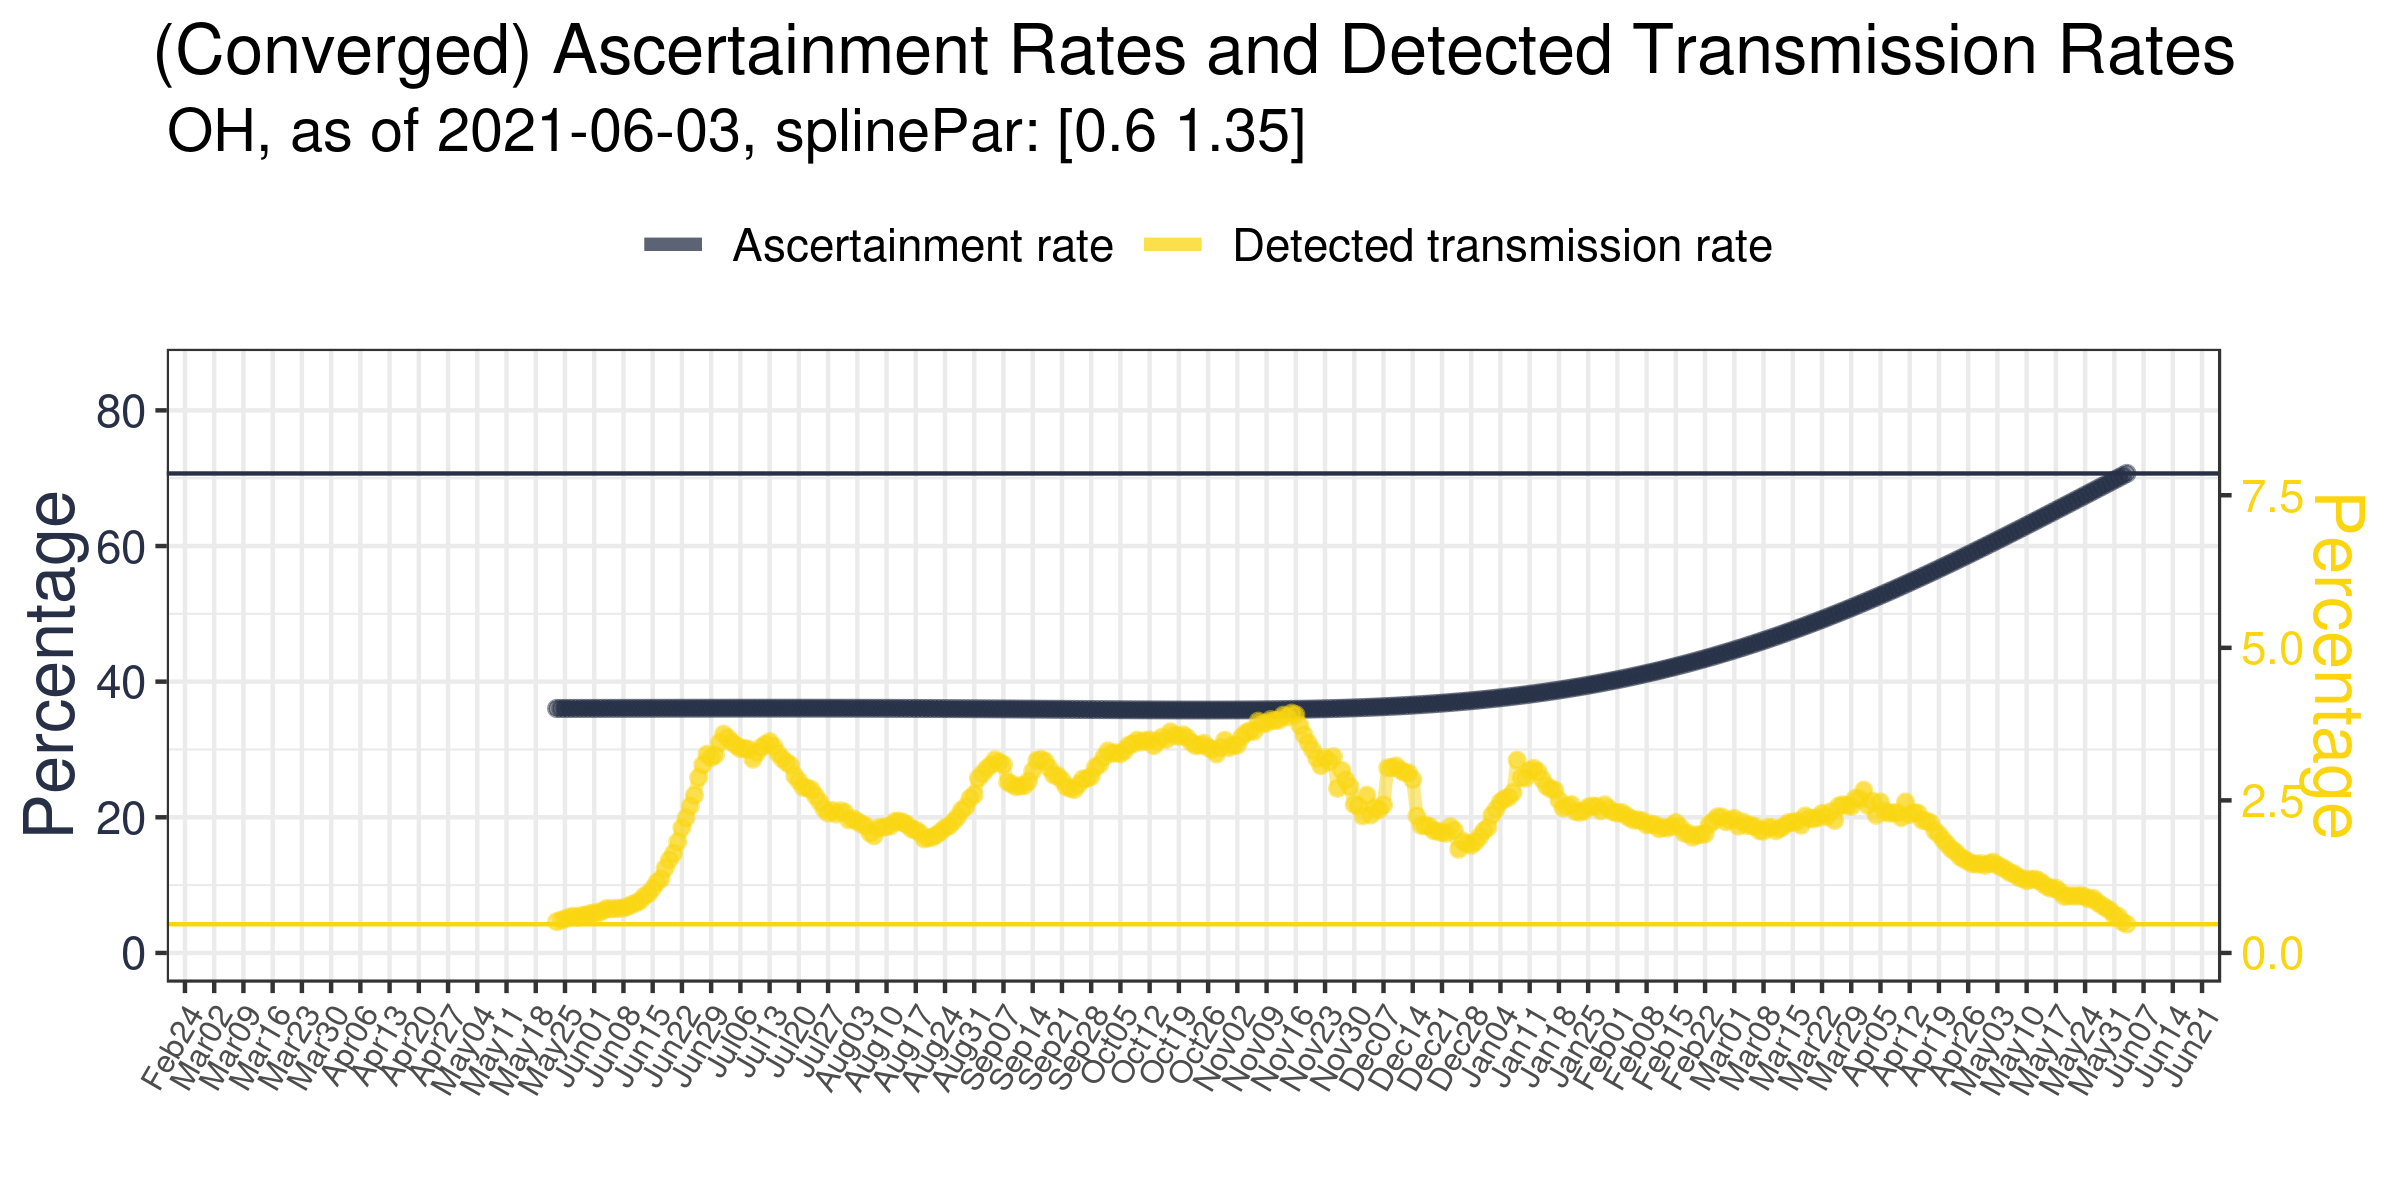 (Converged) Ascertainment Rates and Detected Transmission Rates
OH, as of 2021-06-03, splinePar: [0.6 1.35]
Ascertainment rate
Detected transmission rate
Percentage
80
60
40
20
0
7.5
5.0
2.5
0.0
Percentage
Feb24
Mar02
Mar09
Mar16
Mar23
Mar30
Apr06
Apr13
Apr20
Apr27
May04
May11
May18
May25
Jun01
Jun08
Jun15
Jun22
Jun29
Jul06
Jul13
Jul20
Jul27
Aug03
Aug10
Aug17
Aug24
Aug31
Sep07
Sep14
Sep21
Sep28
Oct05
Oct12
Oct19
Oct26
Nov02
Nov09
Nov16
Nov23
Nov30
Dec07
Dec14
Dec21
Dec28
Jan04
Jan11
Jan18
Jan25
Feb01
Feb08
Feb15
Feb22
Mar01
Mar08
Mar15
Mar22
Mar29
Apr05
Apr12
Apr19
Apr26
May03
May10
May17
May24
May31
Jun07
Jun14
Jun21